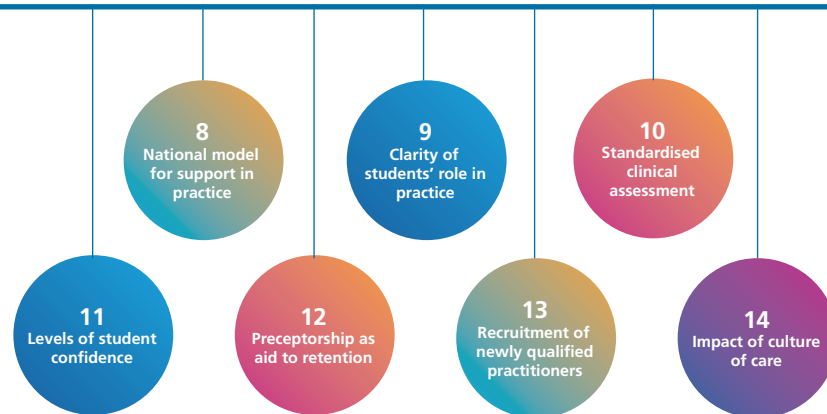 8
National model
for support in
practice
9
Clarity of
students’ role in
practice
10
Standardised
clinical
assessment
11
Levels of student
confidence
12
Preceptorship as
aid to retention
13
Recruitment of
newly qualified
practitioners
14
Impact of culture
of care